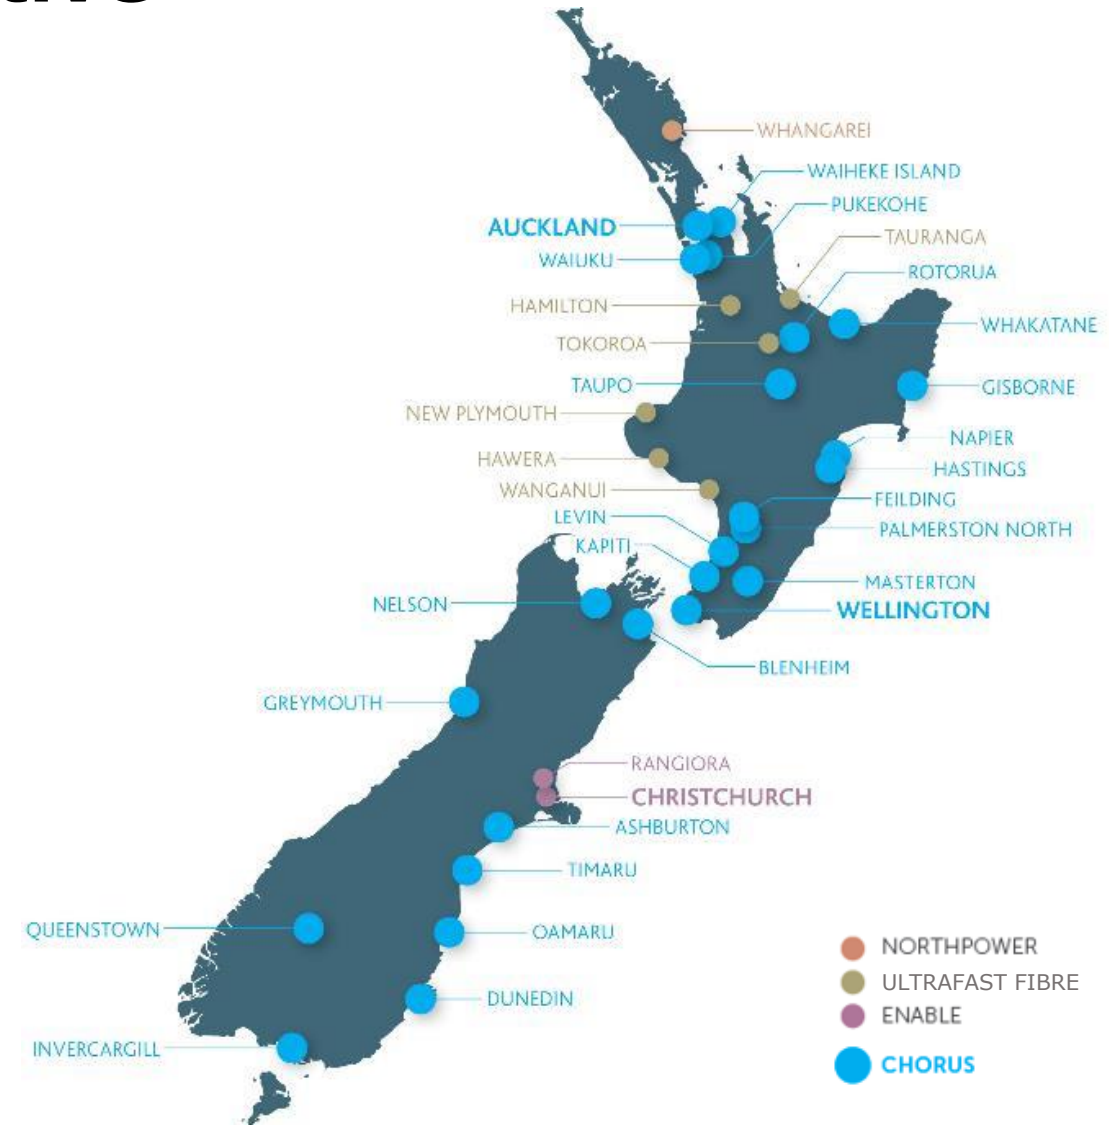 WHANGAREI
WAIHEKE ISLAND
PUKEKOHE
AUCKLAND
TAURANGA
WAIUKU
ROTORUA
HAMILTON
WHAKATANE
TOKOROA
TAUPO
GISBORNE
NEW PLYMOUTH
NAPIER
HAWERA
HASTINGS
WANGANUI
FEILDING
LEVIN
PALMERSTON NORTH
KAPITI
MASTERTON
NELSON
WELLINGTON
BLENHEIM
GREYMOUTH
RANGIORA
CHRISTCHURCH
ASHBURTON
TIMARU
QUEENSTOWN
OAMARU
DUNEDIN
INVERCARGILL
NORTHPOWER
ULTRAFAST FIBRE
ENABLE
CHORUS